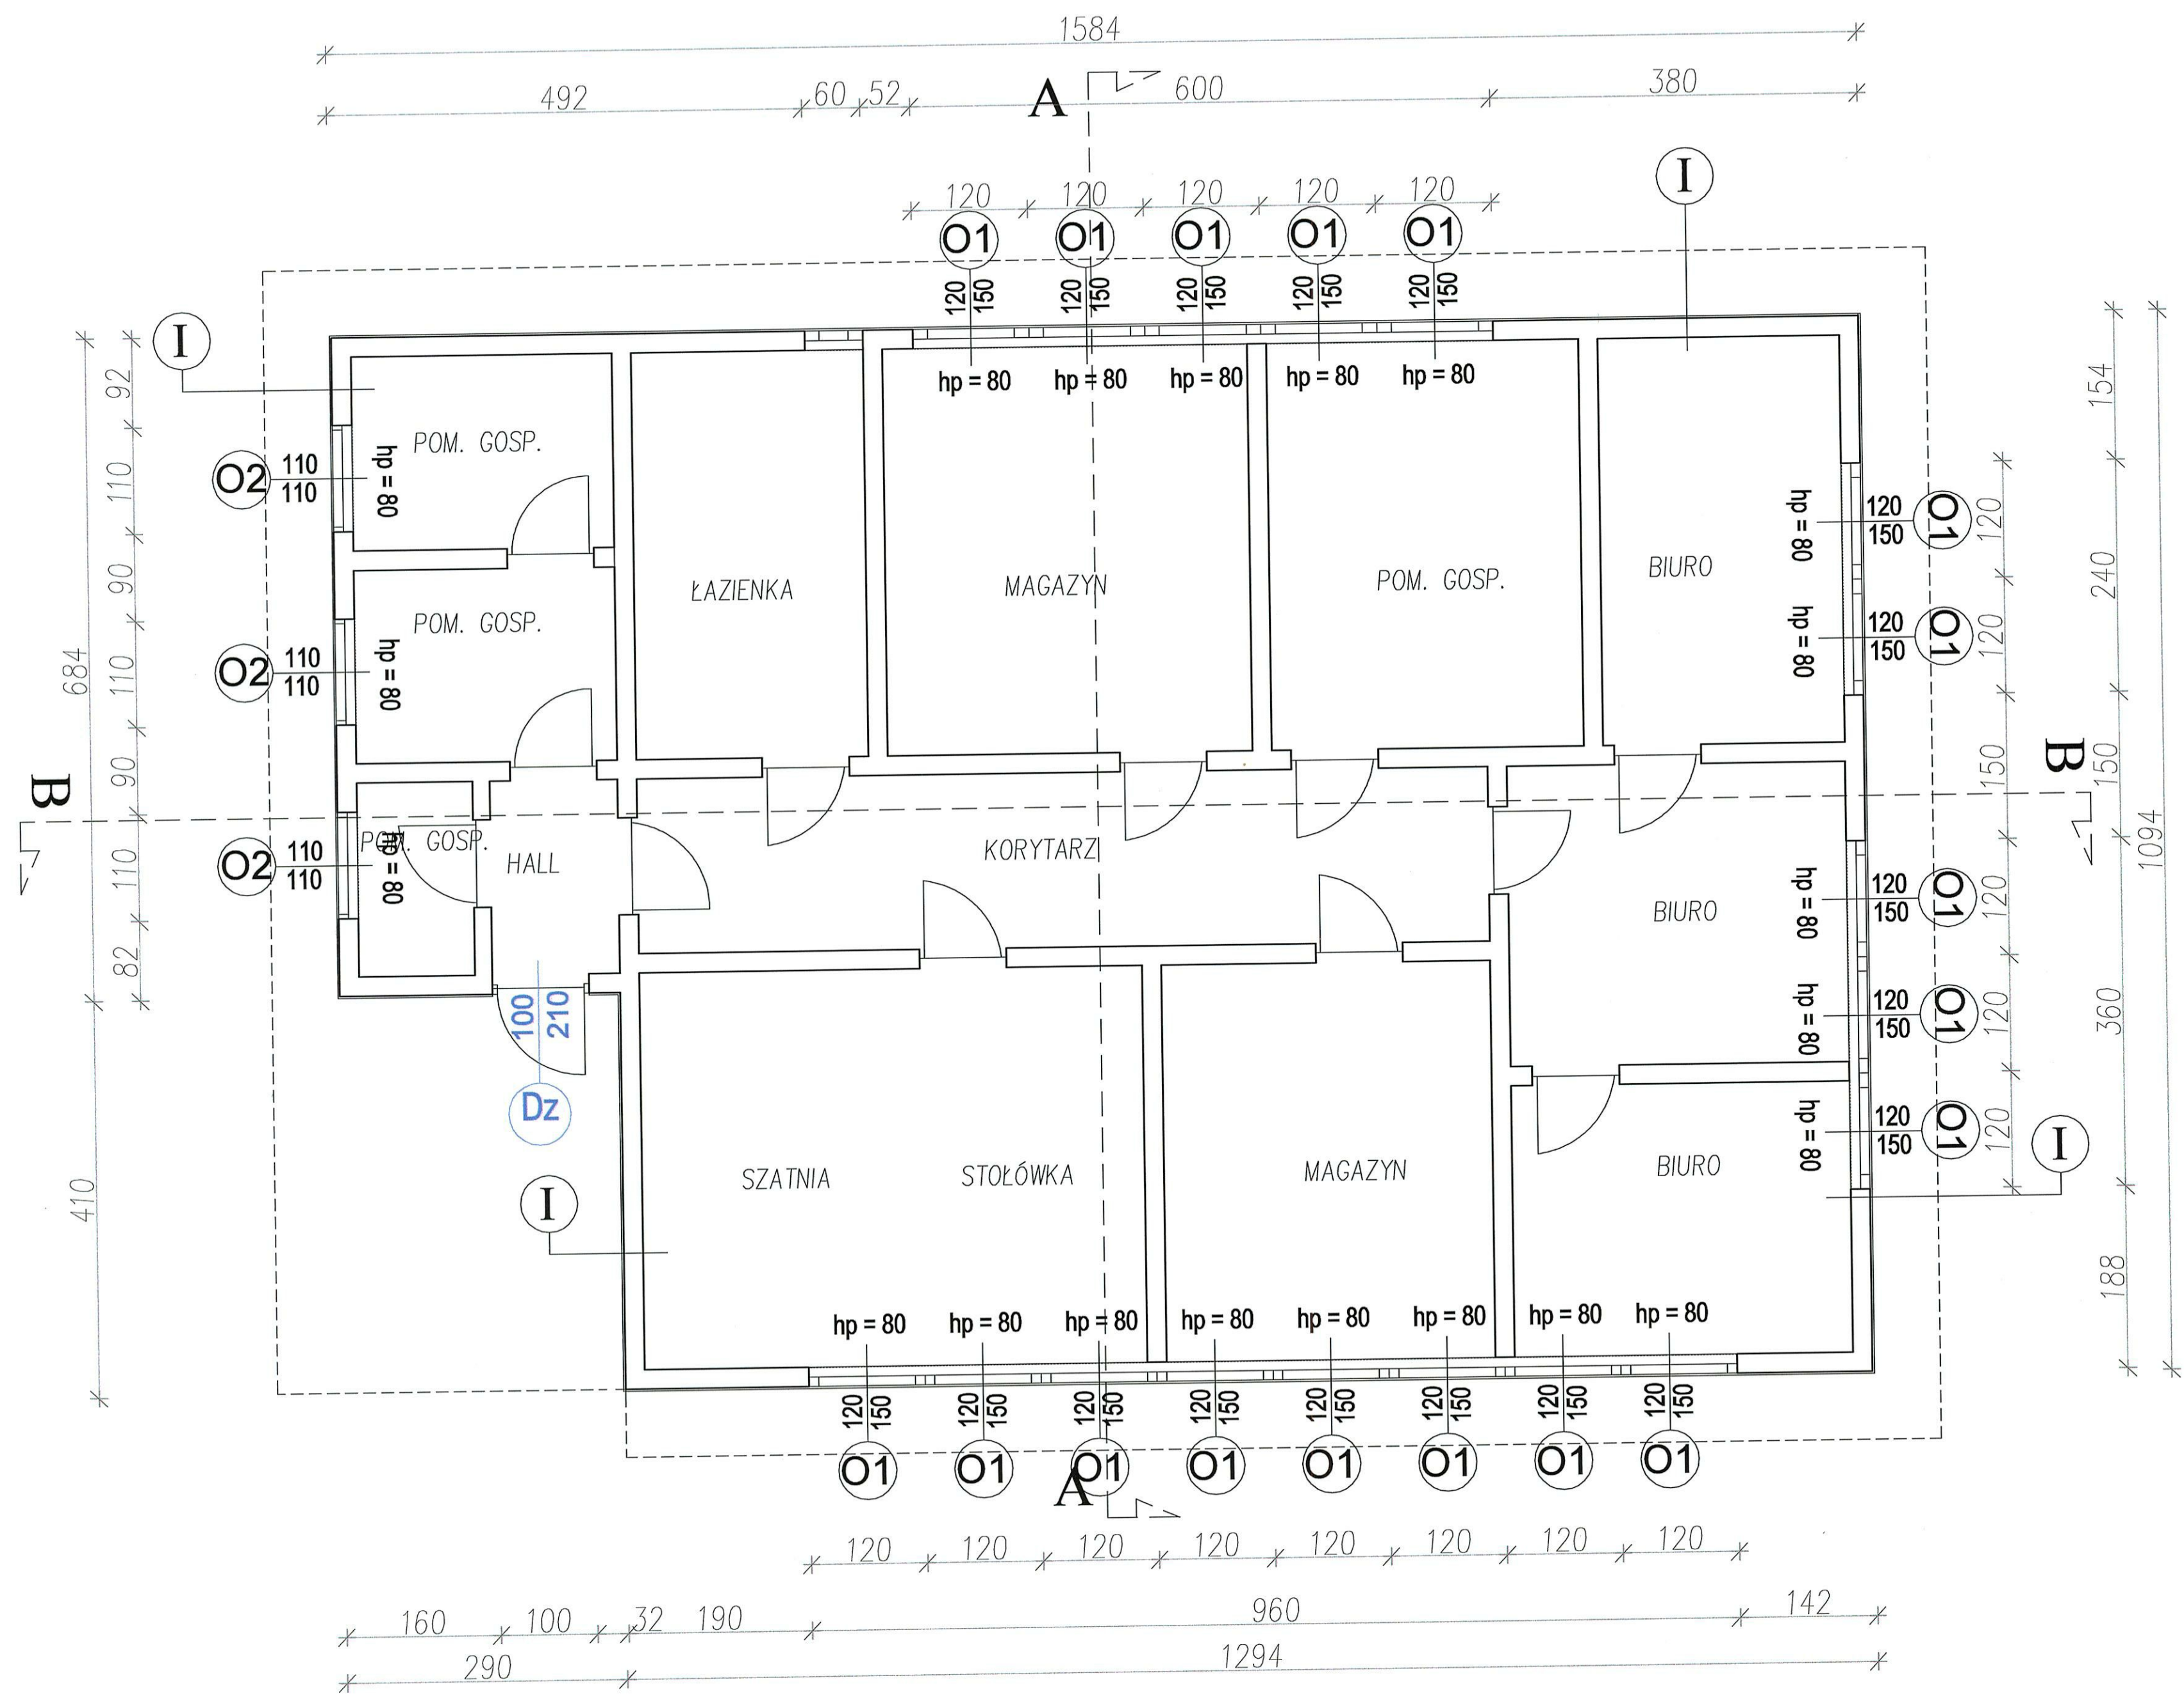 1584
492 60 52 600 380
A
I
120 120 120 120 120
O1 O1 O1 O1 O1
120 150 120 150 120 150 120 150 120 150
hp = 80 hp = 80 hp = 80 hp = 80 hp = 80
I
92 110 90 110 90 110 82
684
410
154 240 150 360 188
1094
120 120 150 120 120 120
POM. GOSP.
O2 110 110 hp = 80
POM. GOSP.
O2 110 110 hp = 80
POM. GOSP.
O2 110 110 hp = 80
ŁAZIENKA
MAGAZYN
POM. GOSP.
BIURO
hp = 80 120 150 O1
hp = 80 120 150 O1
B
B
HALL
KORYTARZ
BIURO
hp = 80 120 150 O1
hp = 80 120 150 O1
100 210
Dz
I
SZATNIA STOŁÓWKA
MAGAZYN
BIURO
hp = 80 120 150 O1
I
hp = 80 hp = 80 hp = 80 hp = 80 hp = 80 hp = 80 hp = 80 hp = 80
120 150 120 150 120 150 120 150 120 150 120 150 120 150 120 150
O1 O1 O1 O1 O1 O1 O1 O1
A
120 120 120 120 120 120 120 120
160 100 32 190 960 142
290 1294